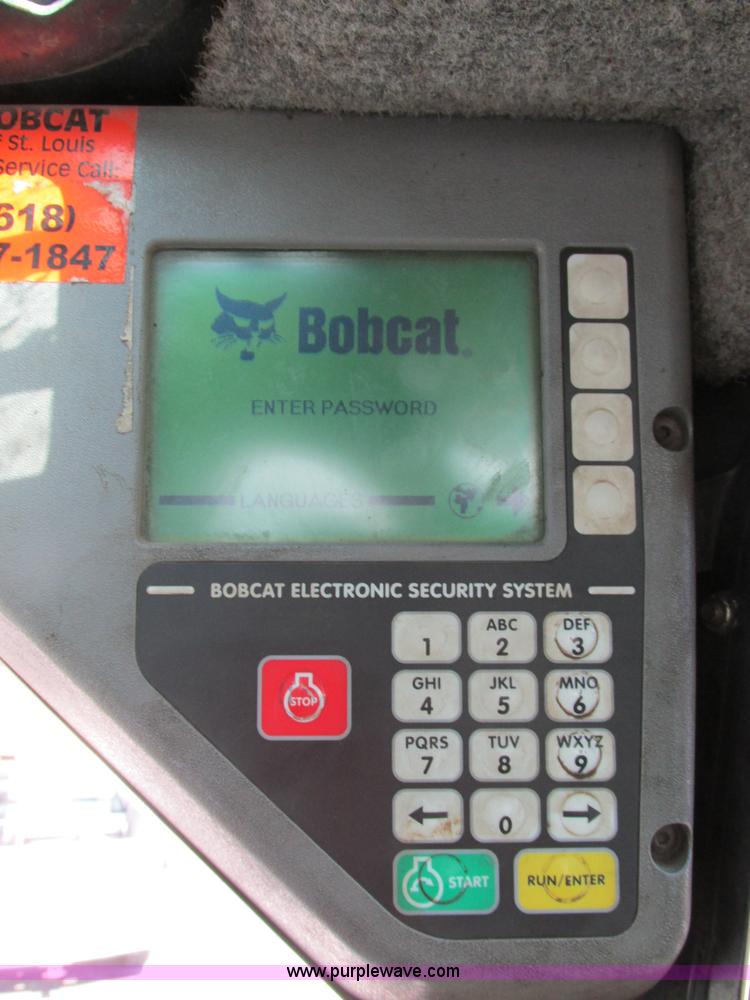 OBCAT
St. Louis
Service Call:
618)
7-1847
Bobcat®
ENTER PASSWORD
LANGUAGES
BOBCAT ELECTRONIC SECURITY SYSTEM
1
ABC
2
DEF
3
STOP
GHI
4
JKL
5
MNO
6
PQRS
7
TUV
8
WXYZ
9
0
START
RUN/ENTER
www.purplewave.com